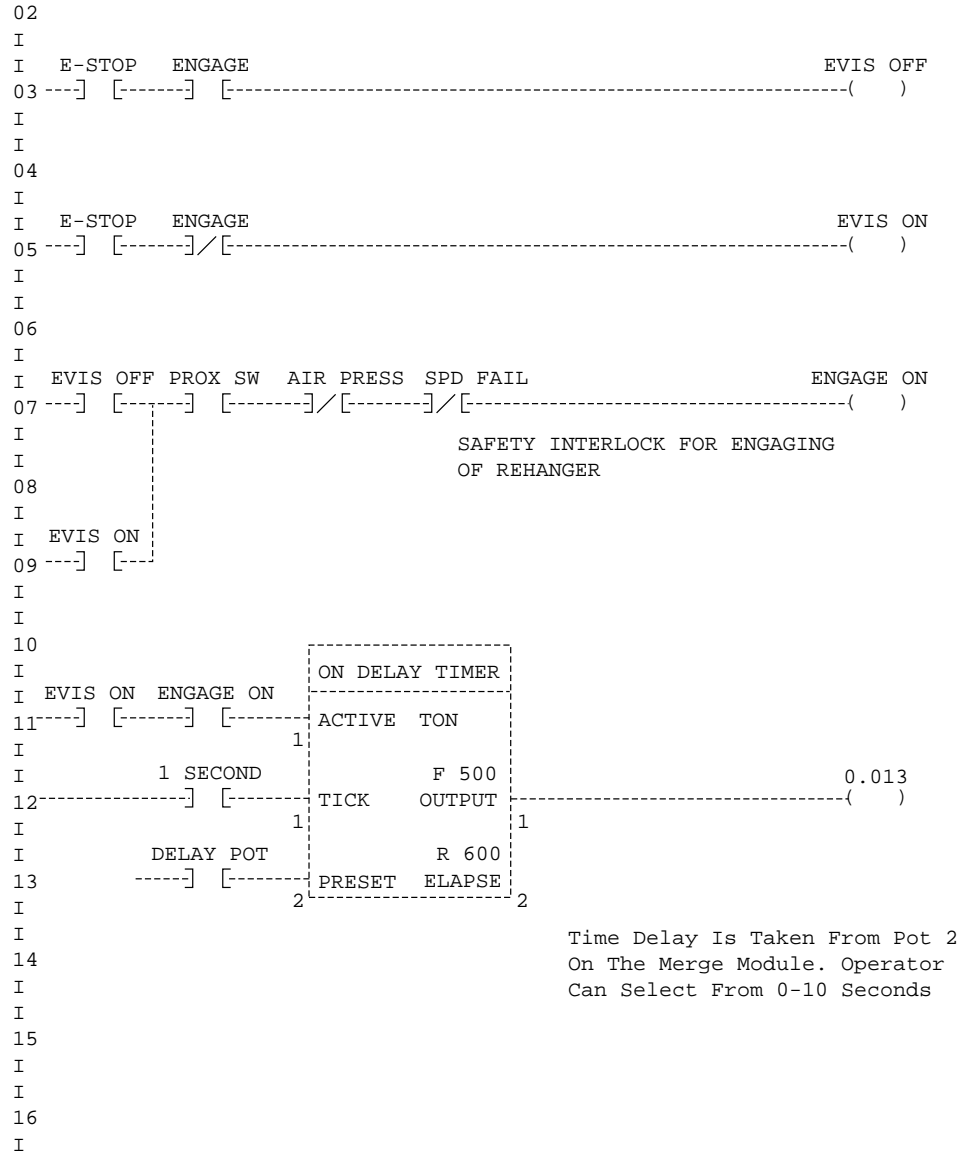 02
I
I E-STOP ENGAGE EVIS OFF
03 ----] [------] [----------------------------------------------------------------( )
I
I
04
I
I E-STOP ENGAGE EVIS ON
05 ----] [------]/[----------------------------------------------------------------( )
I
I
06
I
I EVIS OFF PROX SW AIR PRESS SPD FAIL ENGAGE ON
07 ----] [------] [-------]/[-------]/[---------------------------------------( )
I
SAFETY INTERLOCK FOR ENGAGING
I
OF REHANGER
08
I
I EVIS ON
09 ----] [----
I
I
10
I ON DELAY TIMER
I EVIS ON ENGAGE ON
11 ----] [------] [-------- ACTIVE TON
1
I
I 1 SECOND F 500 0.013
12 ---------------] [-------- TICK OUTPUT ----------------------------------( )
1 1
I
I DELAY POT R 600
13 ------] [-------- PRESET ELAPSE
2 2
I
I Time Delay Is Taken From Pot 2
14 On The Merge Module. Operator
I Can Select From 0-10 Seconds
I
15
I
I
16
I